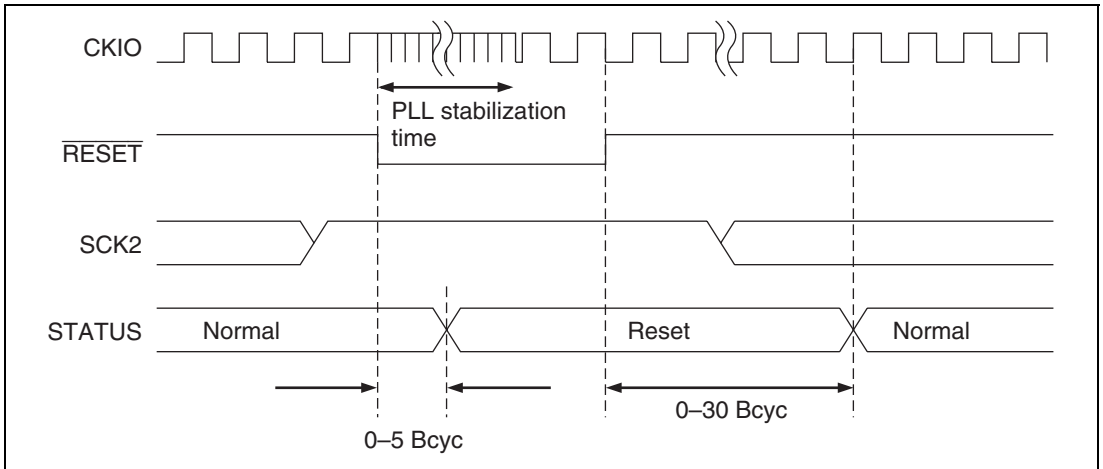 CKIO
PLL stabilization
time
RESET
SCK2
STATUS
Normal
Reset
Normal
0–30 Bcyc
0–5 Bcyc